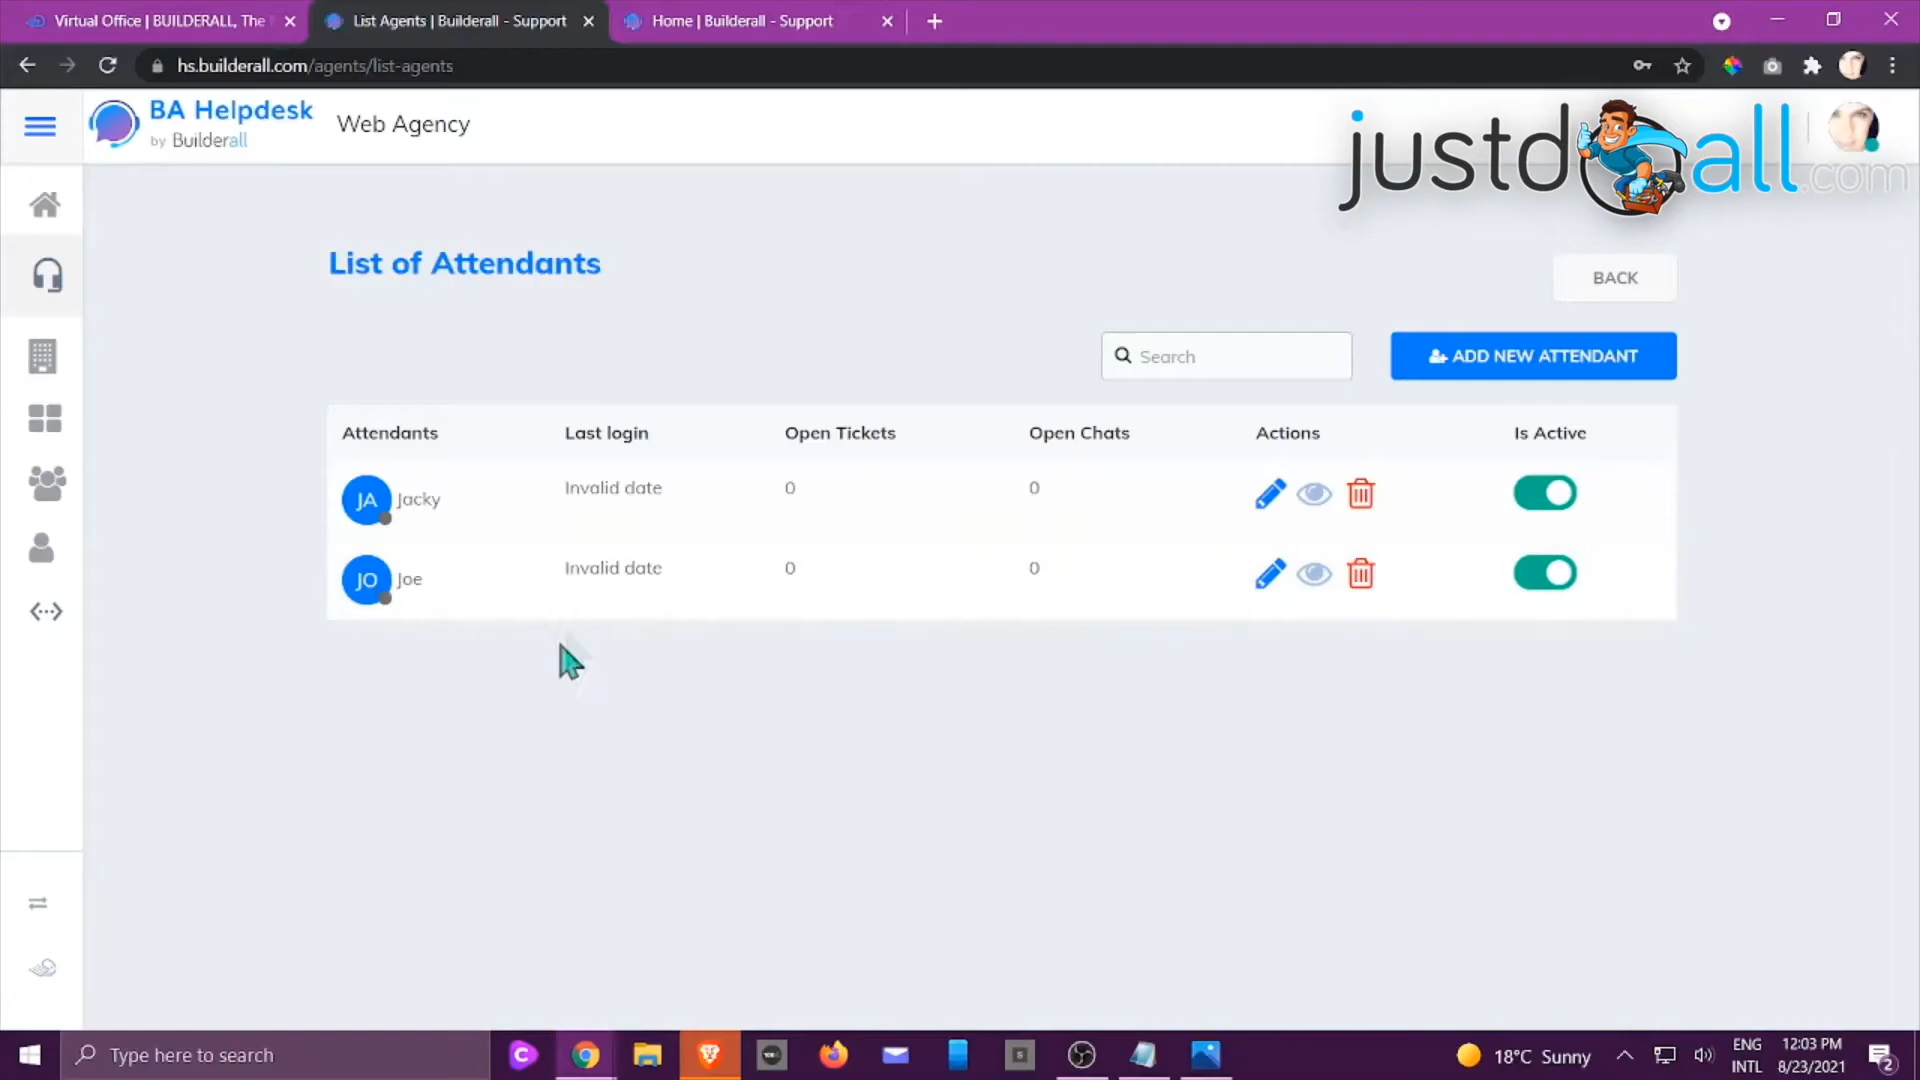 Virtual Office | BUILDERALL, The
List Agents | Builderall - Support
Home | Builderall - Support
hs.builderall.com/agents/list-agents
BA Helpdesk
by Builderall
Web Agency
justdoall.com
List of Attendants
BACK
Search
ADD NEW ATTENDANT
Attendants Last login Open Tickets Open Chats Actions Is Active
JA Jacky Invalid date 0 0
JO Joe Invalid date 0 0
Type here to search
18°C Sunny
ENG
INTL
12:03 PM
8/23/2021
2